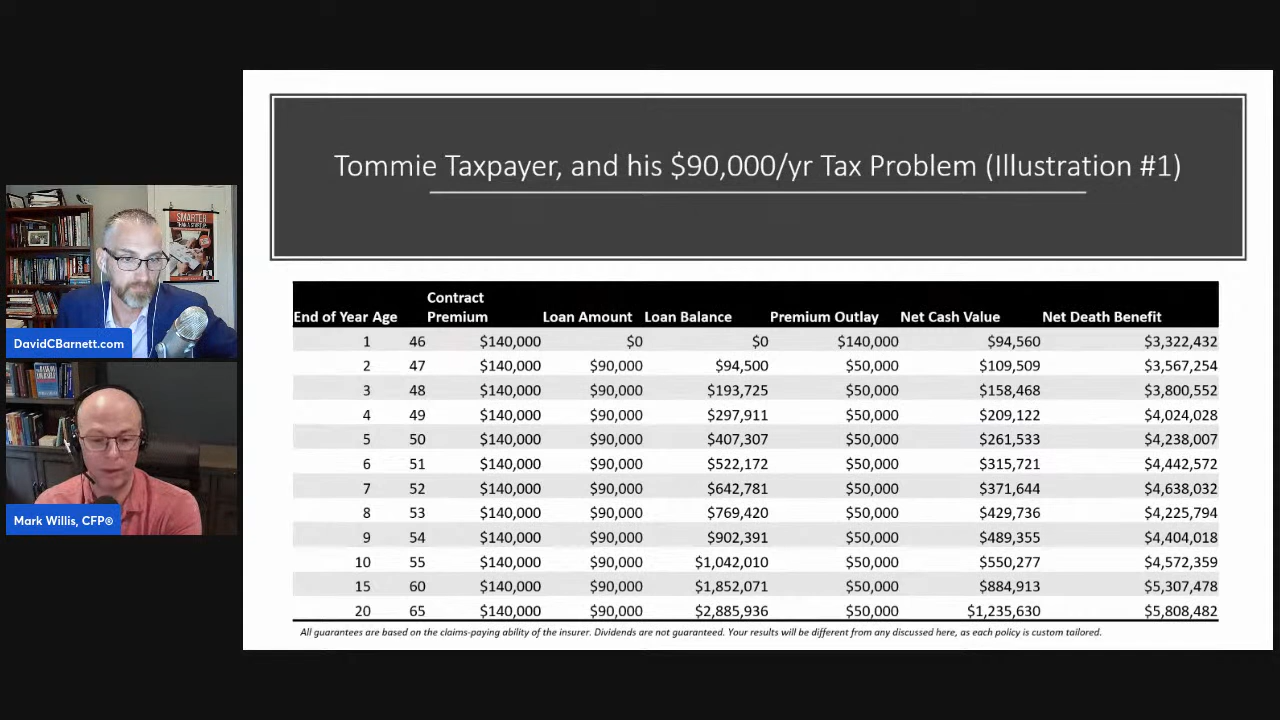 Tommie Taxpayer, and his $90,000/yr Tax Problem (Illustration #1)
SMARTER
DavidCBarnett.com
Mark Willis, CFP®
End of Year Age Contract Premium Loan Amount Loan Balance Premium Outlay Net Cash Value Net Death Benefit
1 46 $140,000 $0 $0 $140,000 $94,560 $3,322,432
2 47 $140,000 $90,000 $94,500 $50,000 $109,509 $3,567,254
3 48 $140,000 $90,000 $193,725 $50,000 $158,468 $3,800,552
4 49 $140,000 $90,000 $297,911 $50,000 $209,122 $4,024,028
5 50 $140,000 $90,000 $407,307 $50,000 $261,533 $4,238,007
6 51 $140,000 $90,000 $522,172 $50,000 $315,721 $4,442,572
7 52 $140,000 $90,000 $642,781 $50,000 $371,644 $4,638,032
8 53 $140,000 $90,000 $769,420 $50,000 $429,736 $4,225,794
9 54 $140,000 $90,000 $902,391 $50,000 $489,355 $4,404,018
10 55 $140,000 $90,000 $1,042,010 $50,000 $550,277 $4,572,359
15 60 $140,000 $90,000 $1,852,071 $50,000 $884,913 $5,307,478
20 65 $140,000 $90,000 $2,885,936 $50,000 $1,235,630 $5,808,482
All guarantees are based on the claims-paying ability of the insurer. Dividends are not guaranteed. Your results will be different from any discussed here, as each policy is custom tailored.